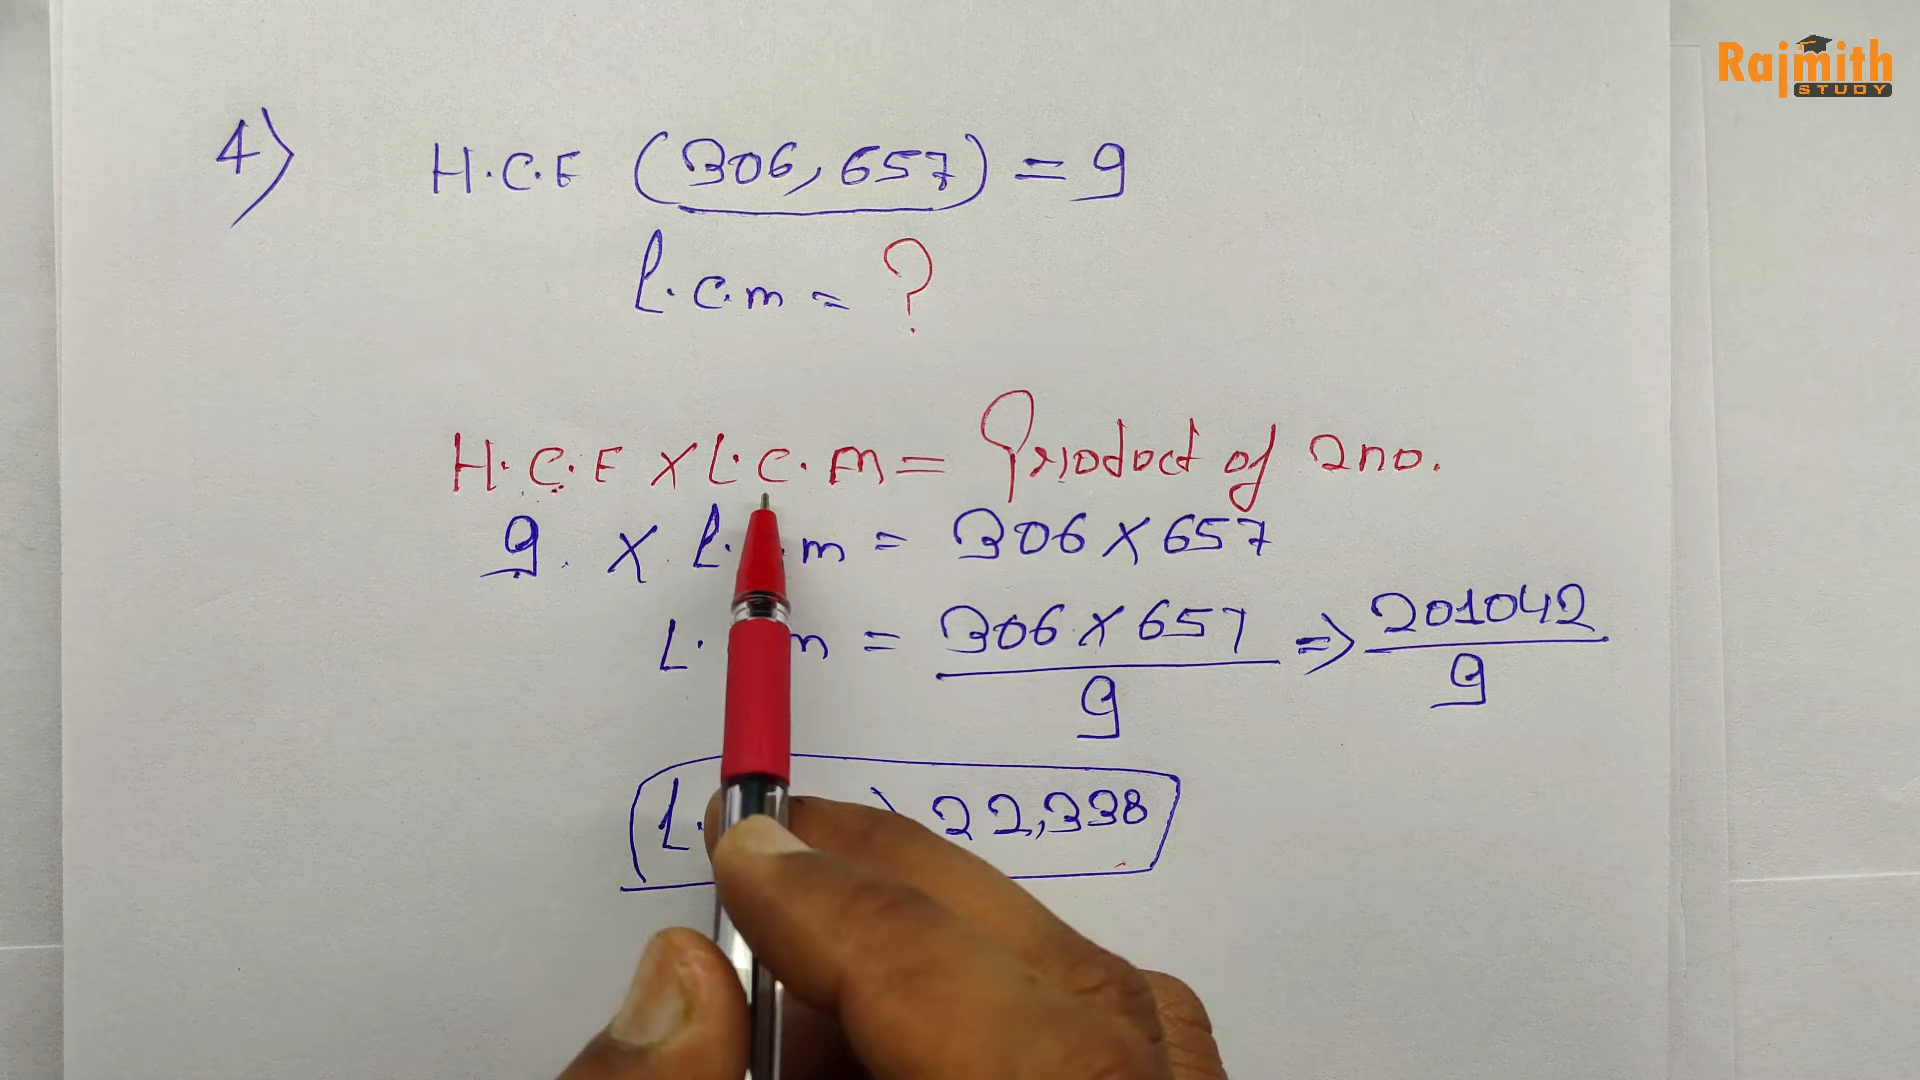 Rajmith
STUDY
4) H.C.F (306, 657) = 9
L.C.M = ?
H.C.F X L.C.M = Product of 2 no.
9 X L. m = 306 X 657
L. m = 306 X 657 / 9 => 201042 / 9
L. 22,338